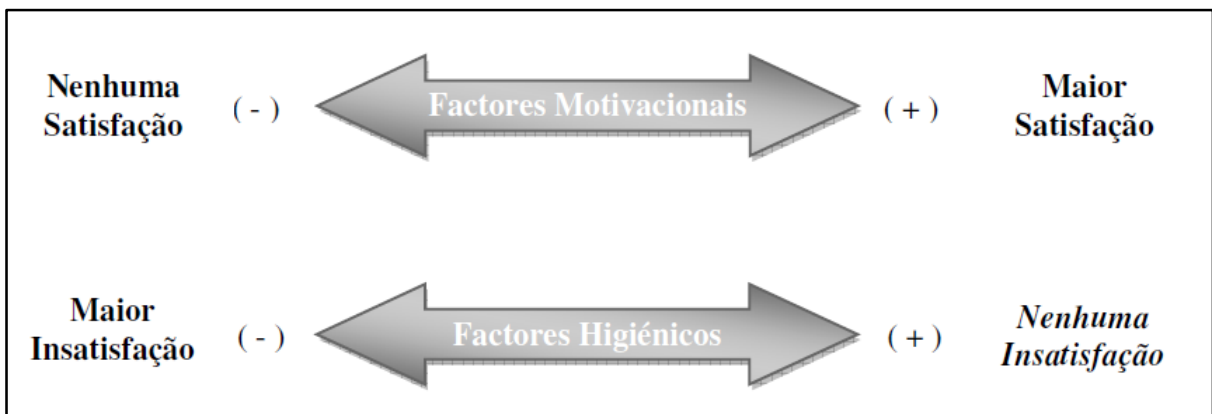 Nenhuma
Satisfação
( - )
Factores Motivacionais
( + )
Maior
Satisfação
Maior
Insatisfação
( - )
Factores Higiénicos
( + )
Nenhuma
Insatisfação